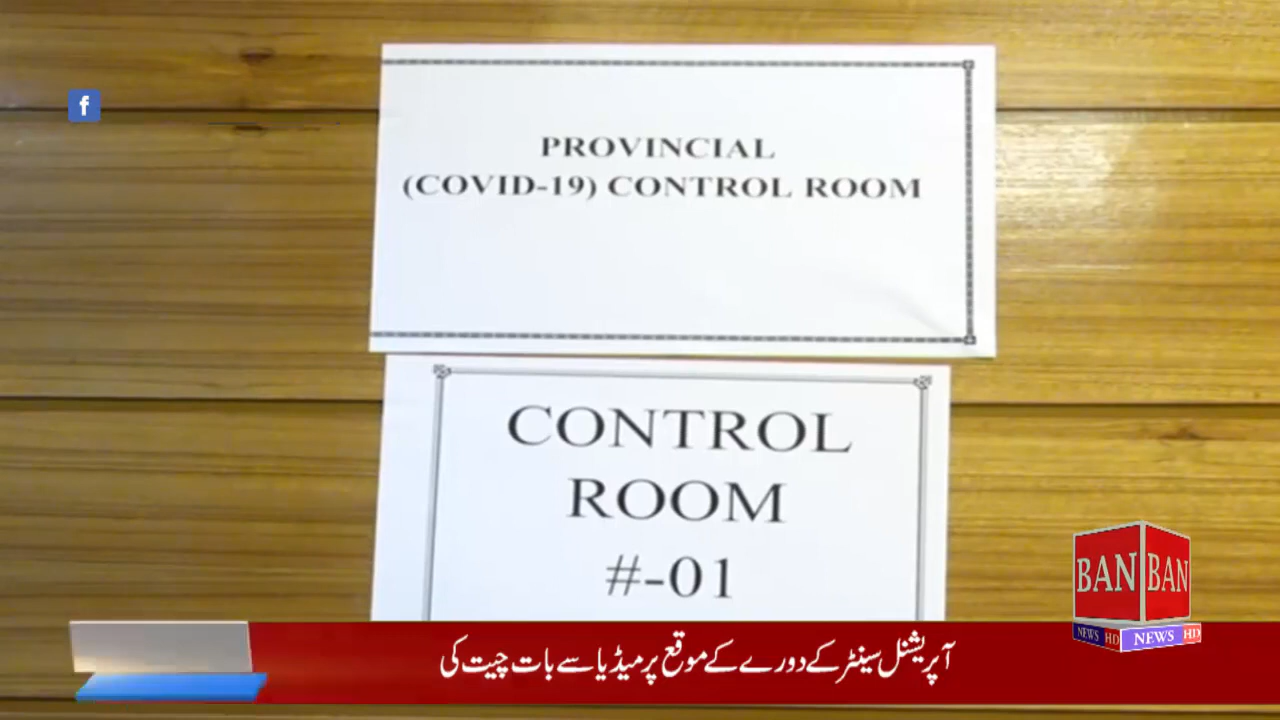 f
PROVINCIAL
(COVID-19) CONTROL ROOM
CONTROL
ROOM
#-01
BAN BAN
NEWS HD NEWS HD
آپریشنل سینٹر کے دورے کے موقع پر میڈیا سے بات چیت کی